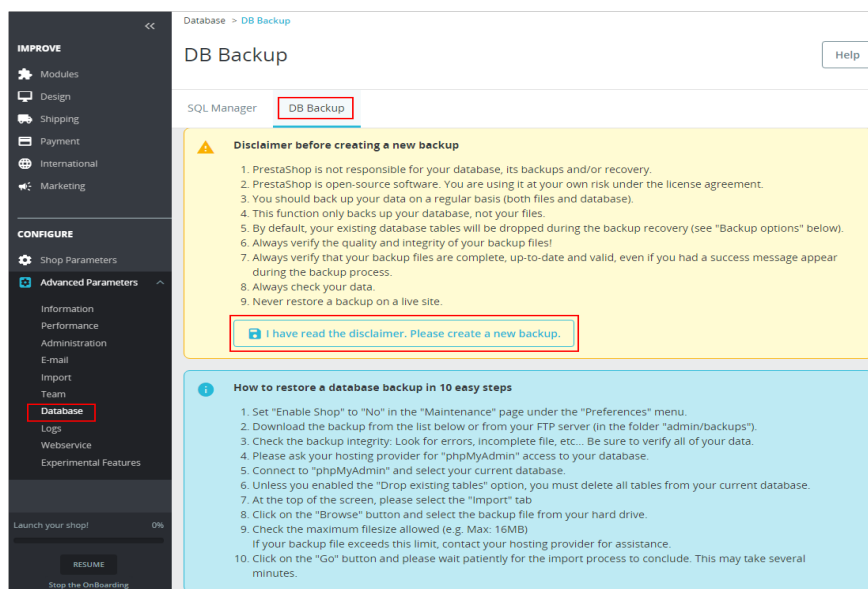 Database > DB Backup
DB Backup
Help
SQL Manager
DB Backup
IMPROVE
Modules
Design
Shipping
Payment
International
Marketing
CONFIGURE
Shop Parameters
Advanced Parameters
Information
Performance
Administration
E-mail
Import
Team
Database
Logs
Webservice
Experimental Features
Launch your shop! 0%
RESUME
Stop the OnBoarding
Disclaimer before creating a new backup
1. PrestaShop is not responsible for your database, its backups and/or recovery.
2. PrestaShop is open-source software. You are using it at your own risk under the license agreement.
3. You should back up your data on a regular basis (both files and database).
4. This function only backs up your database, not your files.
5. By default, your existing database tables will be dropped during the backup recovery (see "Backup options" below).
6. Always verify the quality and integrity of your backup files!
7. Always verify that your backup files are complete, up-to-date and valid, even if you had a success message appear
during the backup process.
8. Always check your data.
9. Never restore a backup on a live site.
I have read the disclaimer. Please create a new backup.
How to restore a database backup in 10 easy steps
1. Set "Enable Shop" to "No" in the "Maintenance" page under the "Preferences" menu.
2. Download the backup from the list below or from your FTP server (in the folder "admin/backups").
3. Check the backup integrity: Look for errors, incomplete file, etc... Be sure to verify all of your data.
4. Please ask your hosting provider for "phpMyAdmin" access to your database.
5. Connect to "phpMyAdmin" and select your current database.
6. Unless you enabled the "Drop existing tables" option, you must delete all tables from your current database.
7. At the top of the screen, please select the "Import" tab
8. Click on the "Browse" button and select the backup file from your hard drive.
9. Check the maximum filesize allowed (e.g. Max: 16MB)
If your backup file exceeds this limit, contact your hosting provider for assistance.
10. Click on the "Go" button and please wait patiently for the import process to conclude. This may take several
minutes.